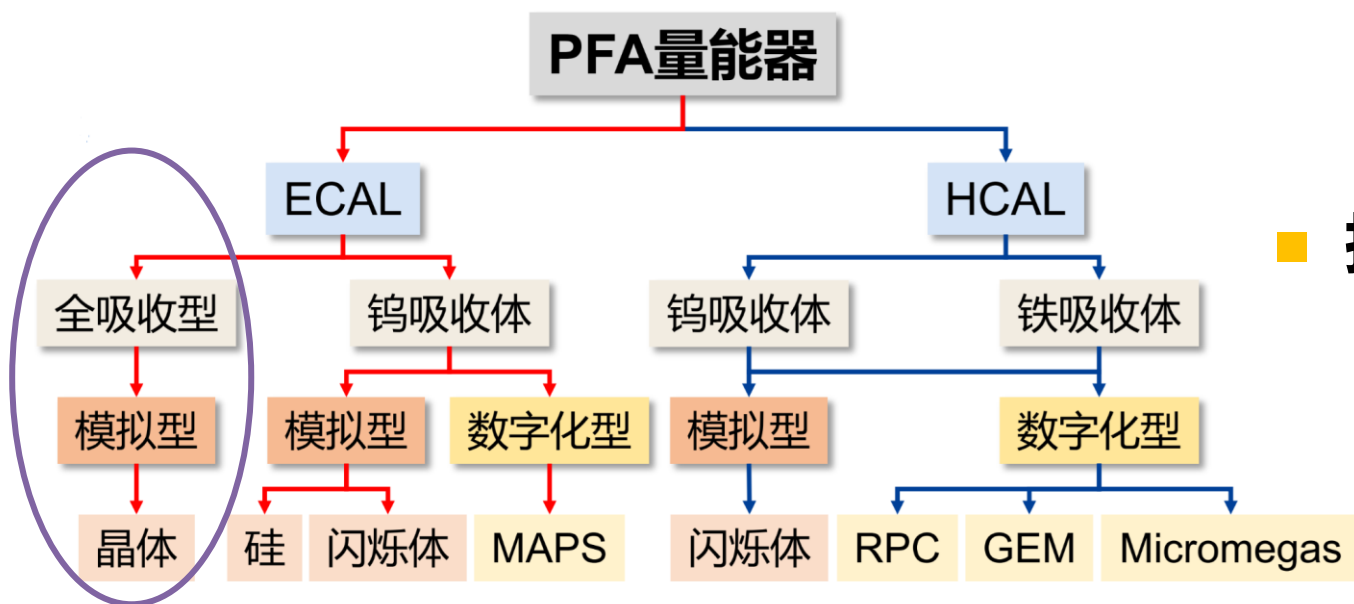 PFA量能器
ECAL
HCAL
全吸收型
钨吸收体
钨吸收体
铁吸收体
模拟型
模拟型
数字化型
模拟型
数字化型
晶体
硅
闪烁体
MAPS
闪烁体
RPC
GEM
Micromegas